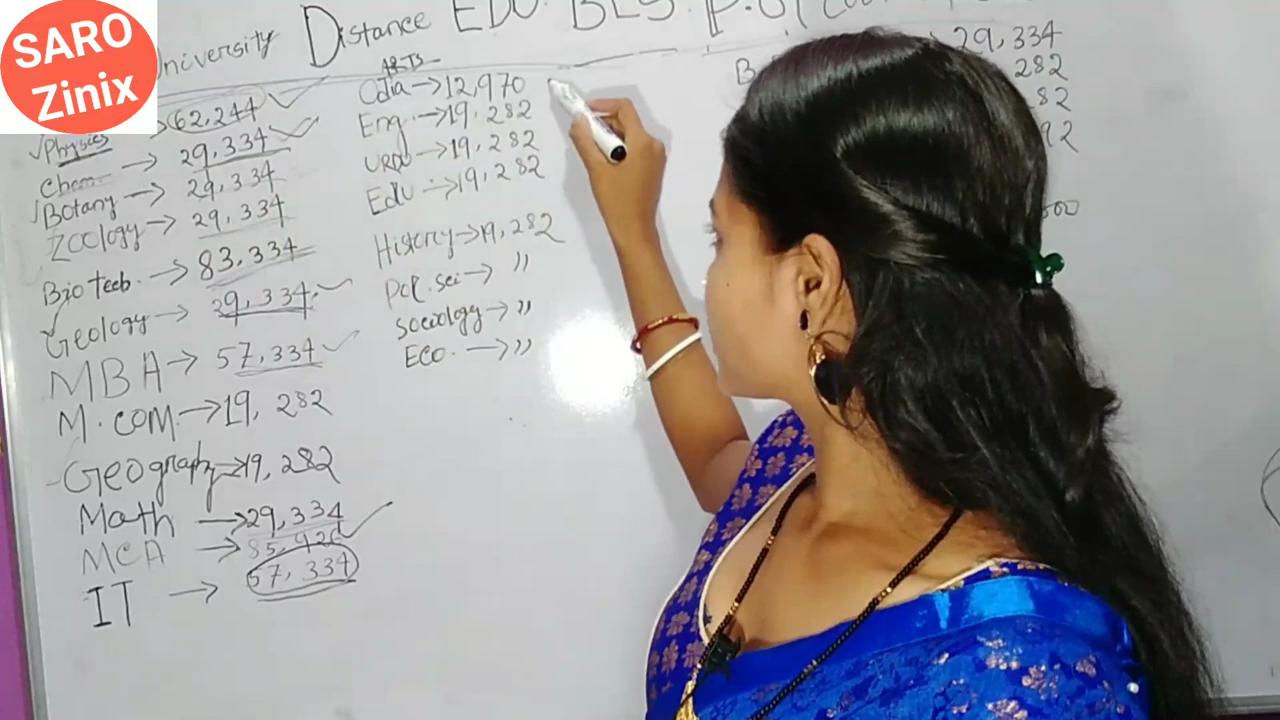 SARO
Zinix
University Distance EDU. BLS. P.G (
ARTS
Physics 62,244
Chem → 29,334
Botany → 29,334
Zoology → 29,334
Bio tech. → 83,334
Geology → 29,334
MBA → 57,334
M.COM → 19, 282
Geography → 19, 282
Math → 29,334
MCA → 85,426
IT → 57,334
Odia → 12,970
Eng. → 19, 282
URDU → 19, 282
Edu → 19, 282
History → 19, 282
Pol. sci → ,,
Sociology → ,,
Eco. → ,,
29,334
282
82
92